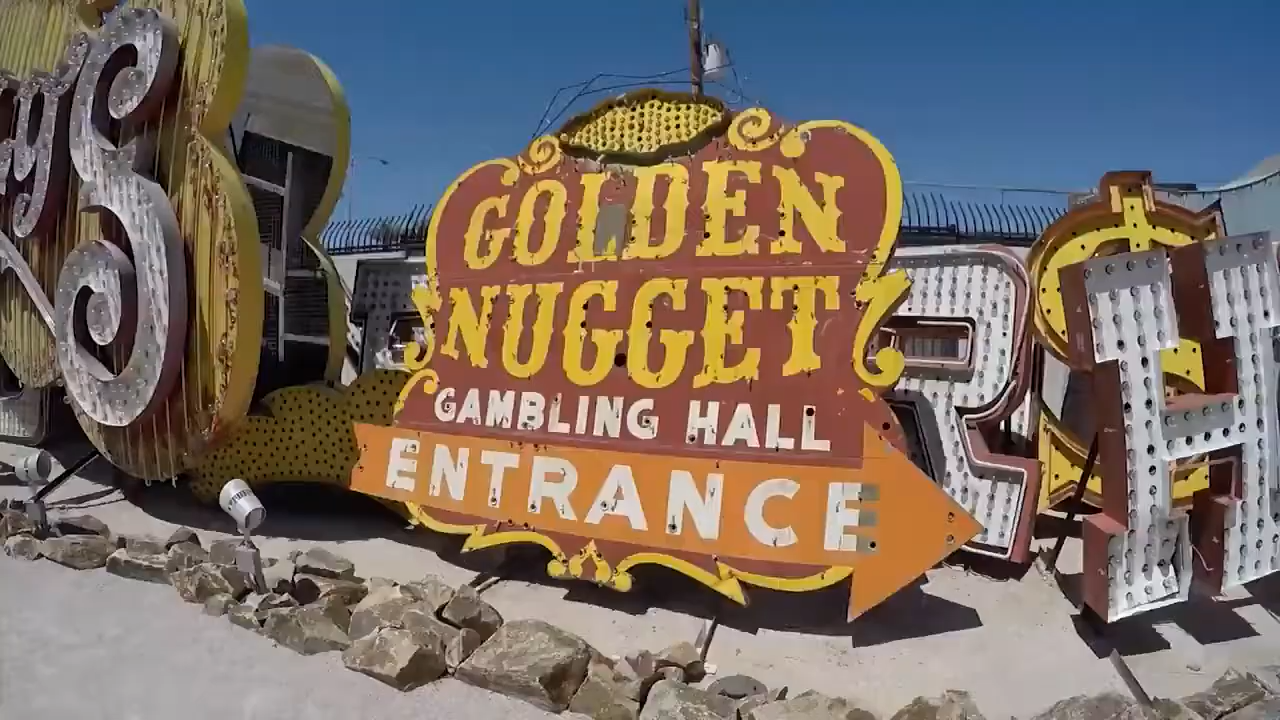 GOLDEN
NUGGET
GAMBLING HALL
ENTRANCE
R
H